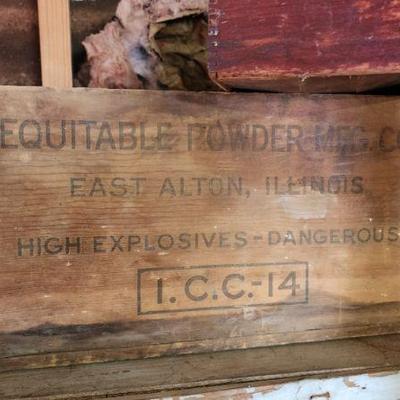 EQUITABLE POWDER MFG. CO
EAST ALTON, ILLINOIS
HIGH EXPLOSIVES-DANGEROUS
I.C.C.-14